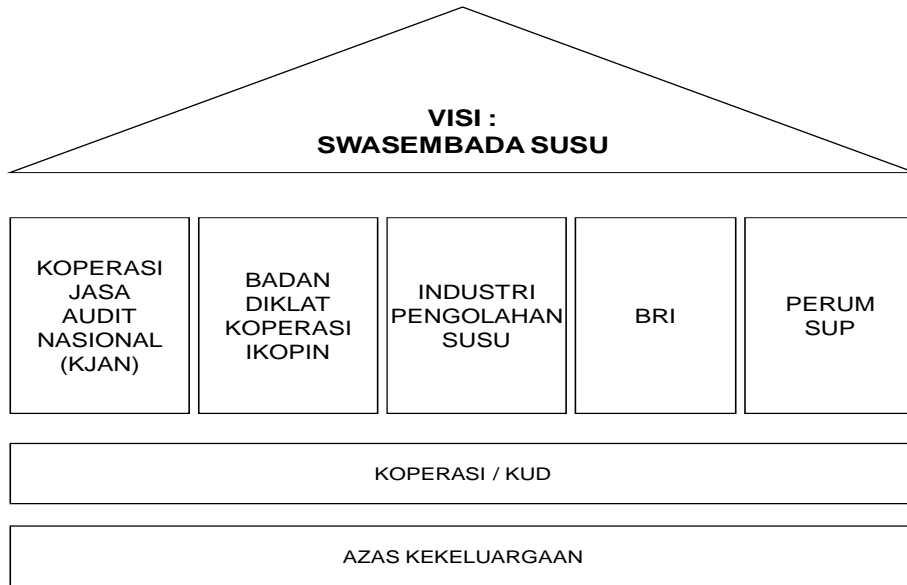 VISI :
SWASEMBADA SUSU
KOPERASI
JASA
AUDIT
NASIONAL
(KJAN)
BADAN
DIKLAT
KOPERASI
IKOPIN
INDUSTRI
PENGOLAHAN
SUSU
BRI
PERUM
SUP
KOPERASI / KUD
AZAS KEKELUARGAAN